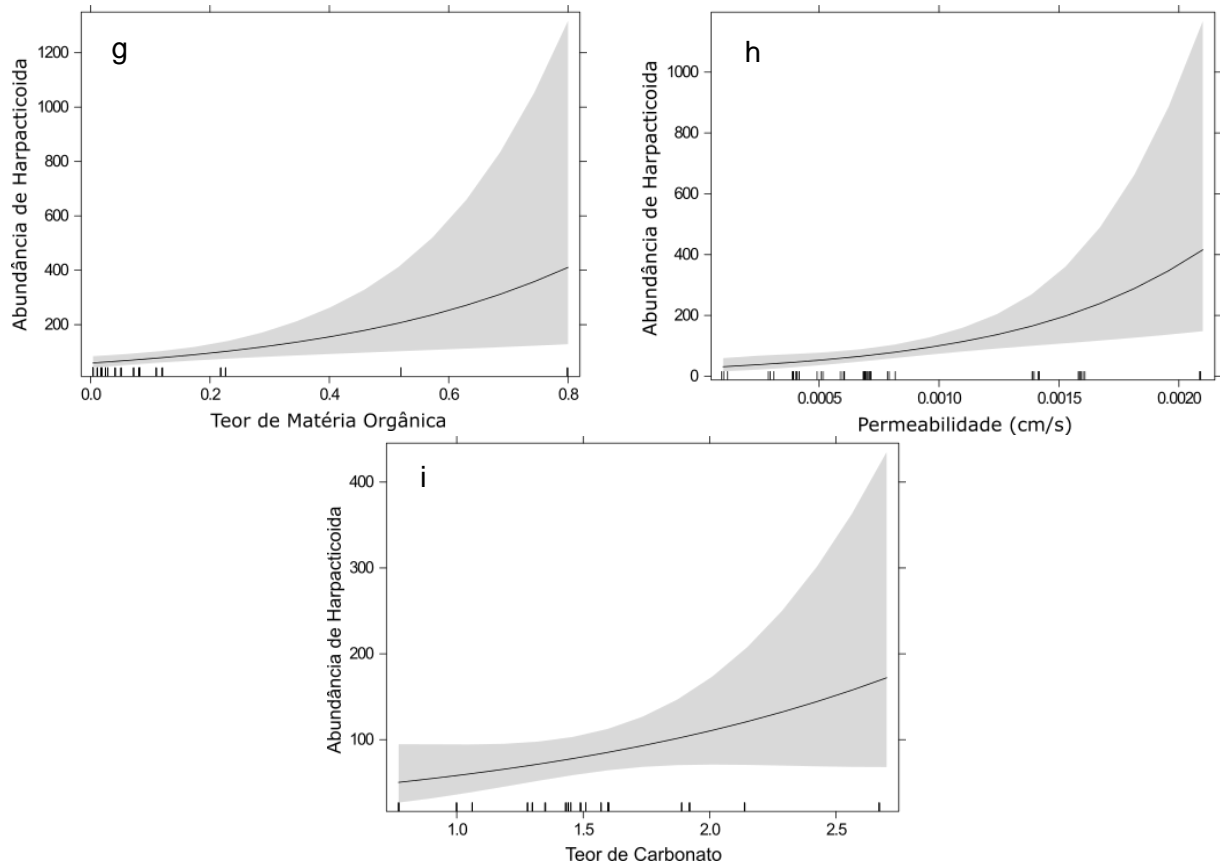 g
Abundância de Harpacticoida
1200
1000
800
600
400
200
0.0 0.2 0.4 0.6 0.8
Teor de Matéria Orgânica
h
Abundância de Harpacticoida
1000
800
600
400
200
0
0.0005 0.0010 0.0015 0.0020
Permeabilidade (cm/s)
i
Abundância de Harpacticoida
400
300
200
100
1.0 1.5 2.0 2.5
Teor de Carbonato